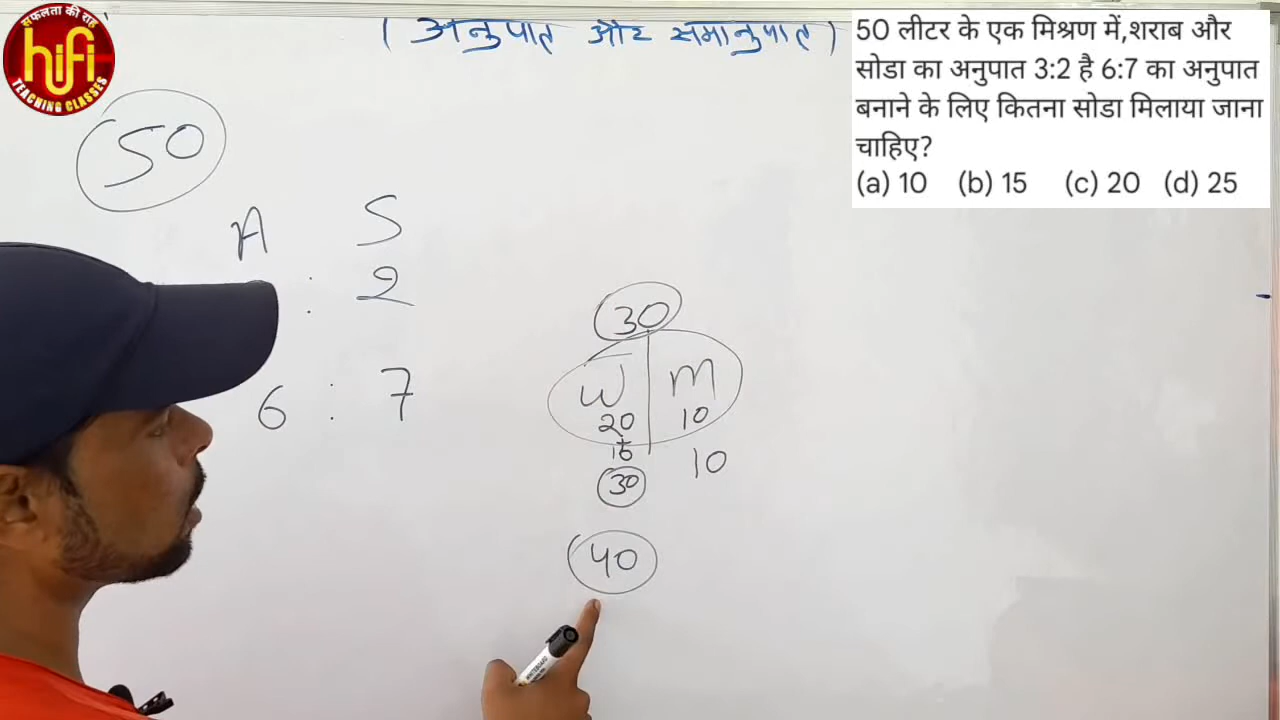 सफलता की राह
hifi
TEACHING CLASSES
( अनुपात और समानुपात )
50 लीटर के एक मिश्रण में,शराब और
सोडा का अनुपात 3:2 है 6:7 का अनुपात
बनाने के लिए कितना सोडा मिलाया जाना
चाहिए?
(a) 10 (b) 15 (c) 20 (d) 25
50
A S
: 2
6 : 7
30
W M
20 10
+
10
30 10
40